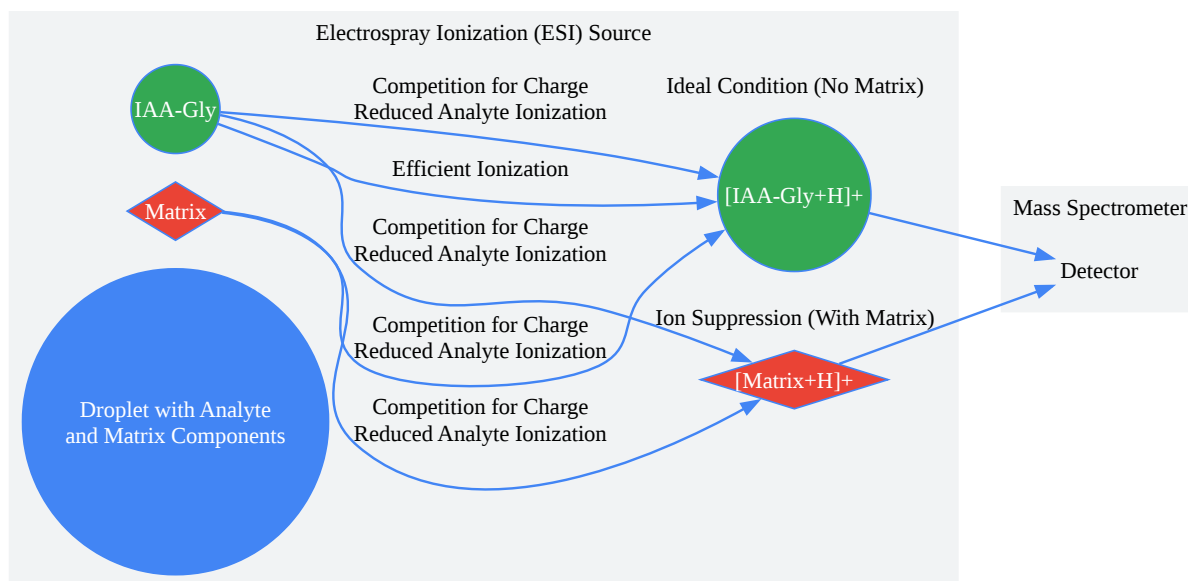 Electrospray Ionization (ESI) Source
IAA-Gly
Competition for Charge
Reduced Analyte Ionization
Ideal Condition (No Matrix)
Efficient Ionization
[IAA-Gly+H]+
Matrix
Mass Spectrometer
Competition for Charge
Reduced Analyte Ionization
Detector
Ion Suppression (With Matrix)
Competition for Charge
Reduced Analyte Ionization
[Matrix+H]+
Droplet with Analyte
and Matrix Components
Competition for Charge
Reduced Analyte Ionization